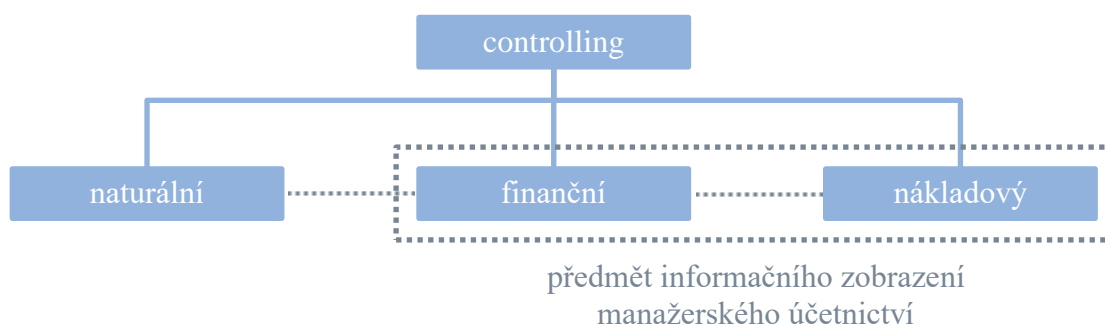 controlling
naturální
finanční
nákladový
předmět informačního zobrazení
manažerského účetnictví